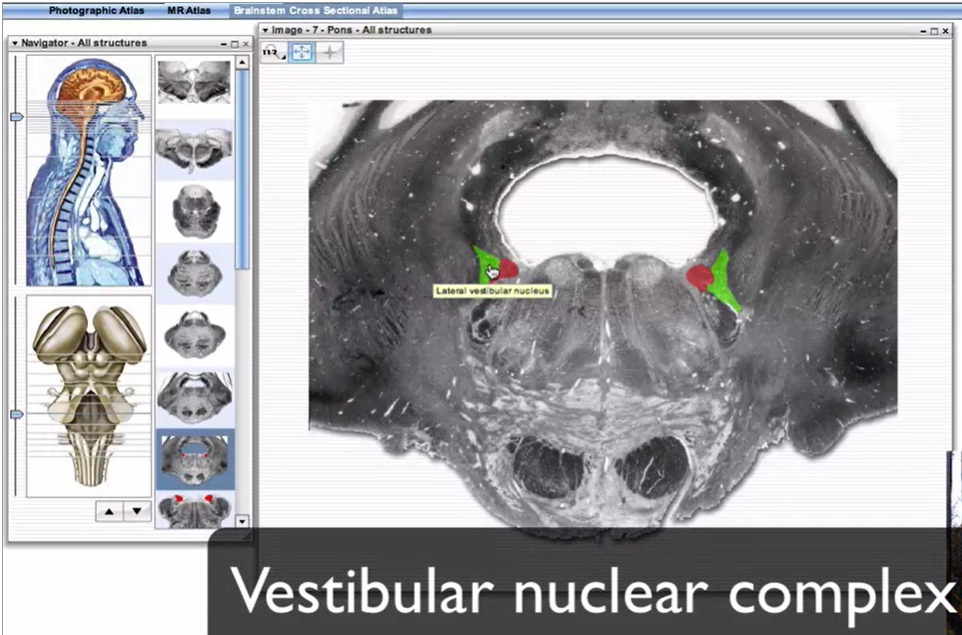 Photographic Atlas MR Atlas Brainstem Cross Sectional Atlas
Navigator - All structures
Image - 7 - Pons - All structures
Lateral vestibular nucleus
Vestibular nuclear complex